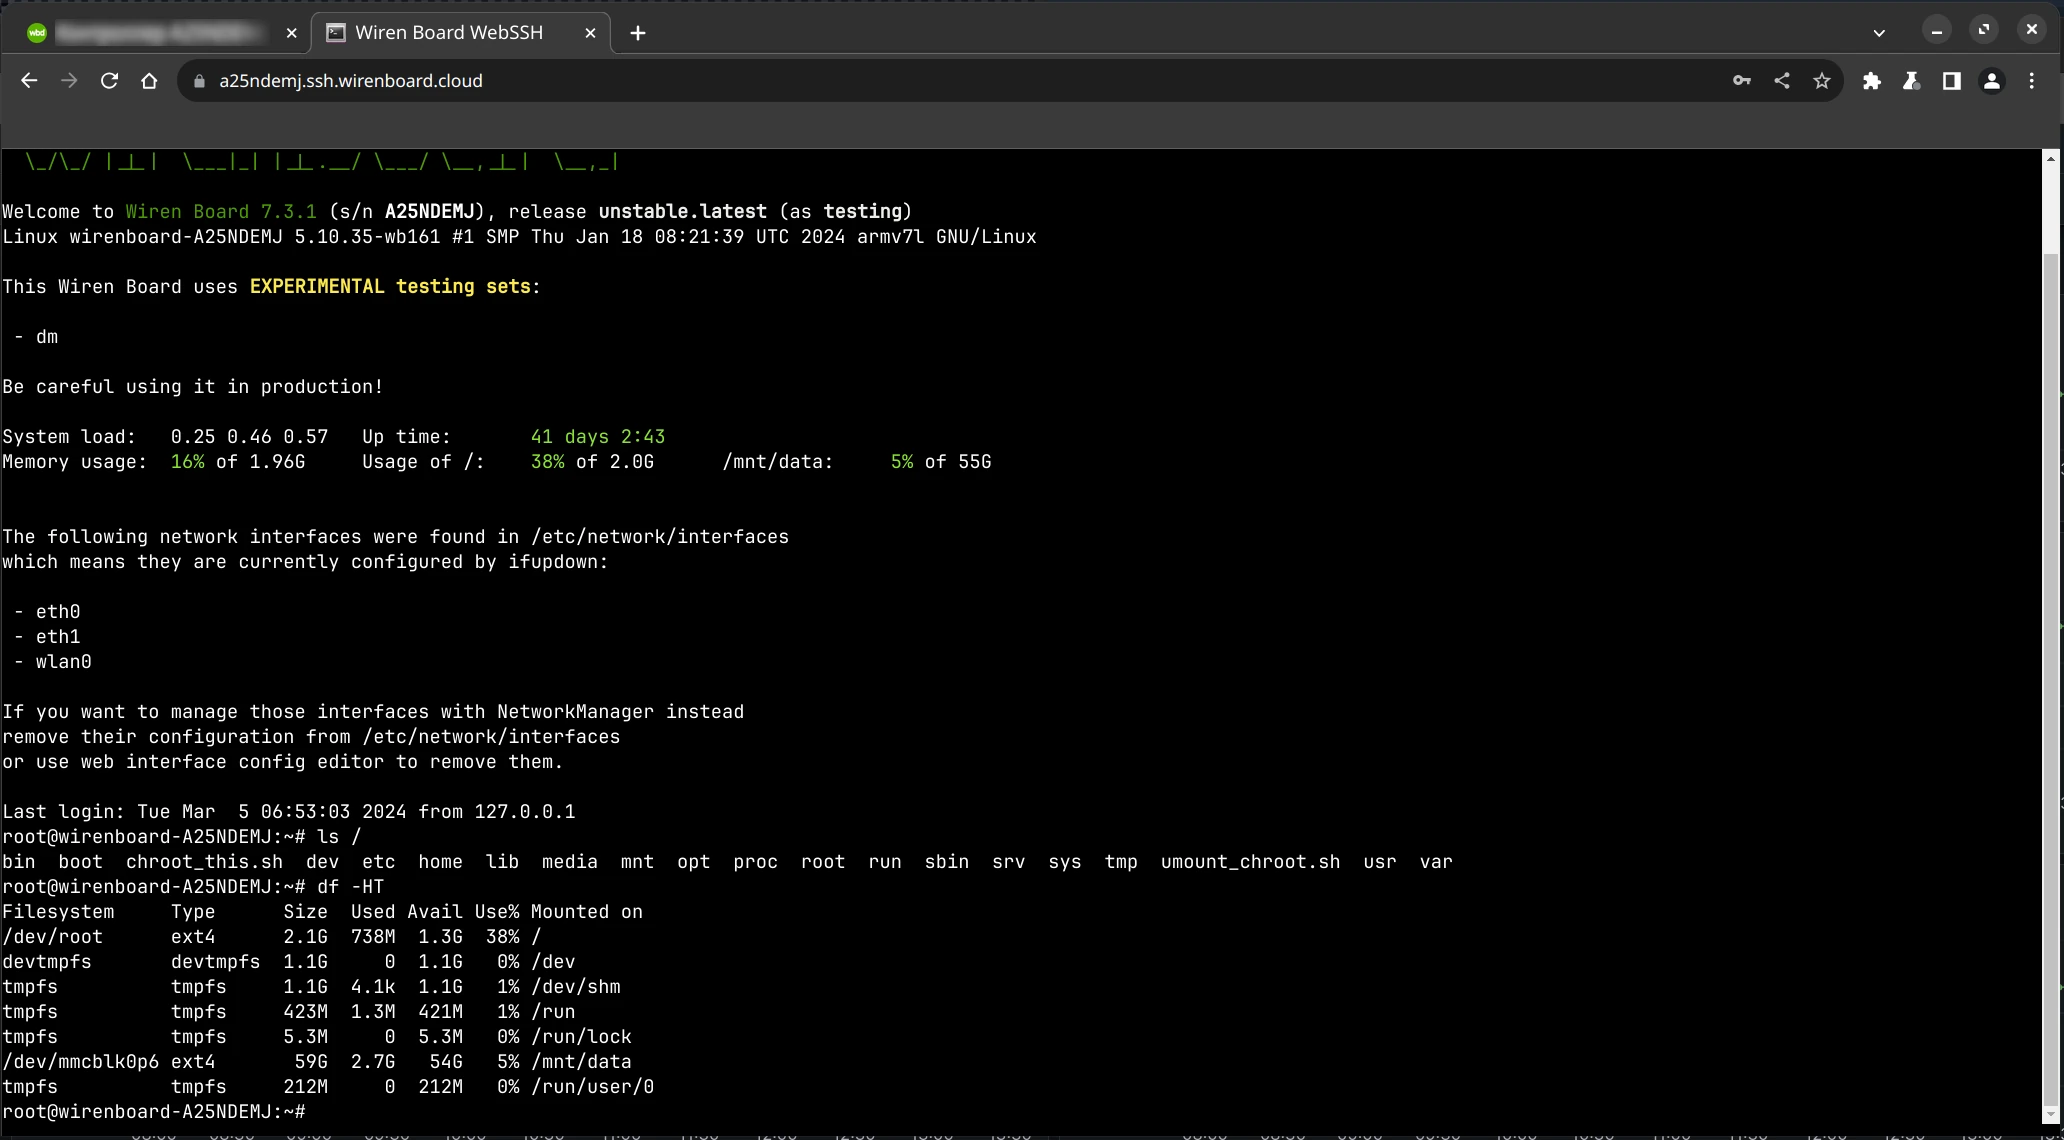 wbd
Wiren Board WebSSH
a25ndemj.ssh.wirenboard.cloud
Welcome to Wiren Board 7.3.1 (s/n A25NDEMJ), release unstable.latest (as testing)
Linux wirenboard-A25NDEMJ 5.10.35-wb161 #1 SMP Thu Jan 18 08:21:39 UTC 2024 armv7l GNU/Linux
This Wiren Board uses EXPERIMENTAL testing sets:
- dm
Be careful using it in production!
System load:   0.25 0.46 0.57   Up time:       41 days 2:43
Memory usage:  16% of 1.96G     Usage of /:    38% of 2.0G      /mnt/data:     5% of 55G
The following network interfaces were found in /etc/network/interfaces
which means they are currently configured by ifupdown:
- eth0
- eth1
- wlan0
If you want to manage those interfaces with NetworkManager instead
remove their configuration from /etc/network/interfaces
or use web interface config editor to remove them.
Last login: Tue Mar  5 06:53:03 2024 from 127.0.0.1
root@wirenboard-A25NDEMJ:~# ls /
bin  boot  chroot_this.sh  dev  etc  home  lib  media  mnt  opt  proc  root  run  sbin  srv  sys  tmp  umount_chroot.sh  usr  var
root@wirenboard-A25NDEMJ:~# df -HT
Filesystem     Type      Size  Used Avail Use% Mounted on
/dev/root      ext4      2.1G  738M  1.3G  38% /
devtmpfs       devtmpfs  1.1G     0  1.1G   0% /dev
tmpfs          tmpfs     1.1G  4.1k  1.1G   1% /dev/shm
tmpfs          tmpfs     423M  1.3M  421M   1% /run
tmpfs          tmpfs     5.3M     0  5.3M   0% /run/lock
/dev/mmcblk0p6 ext4       59G  2.7G   54G   5% /mnt/data
tmpfs          tmpfs     212M     0  212M   0% /run/user/0
root@wirenboard-A25NDEMJ:~#